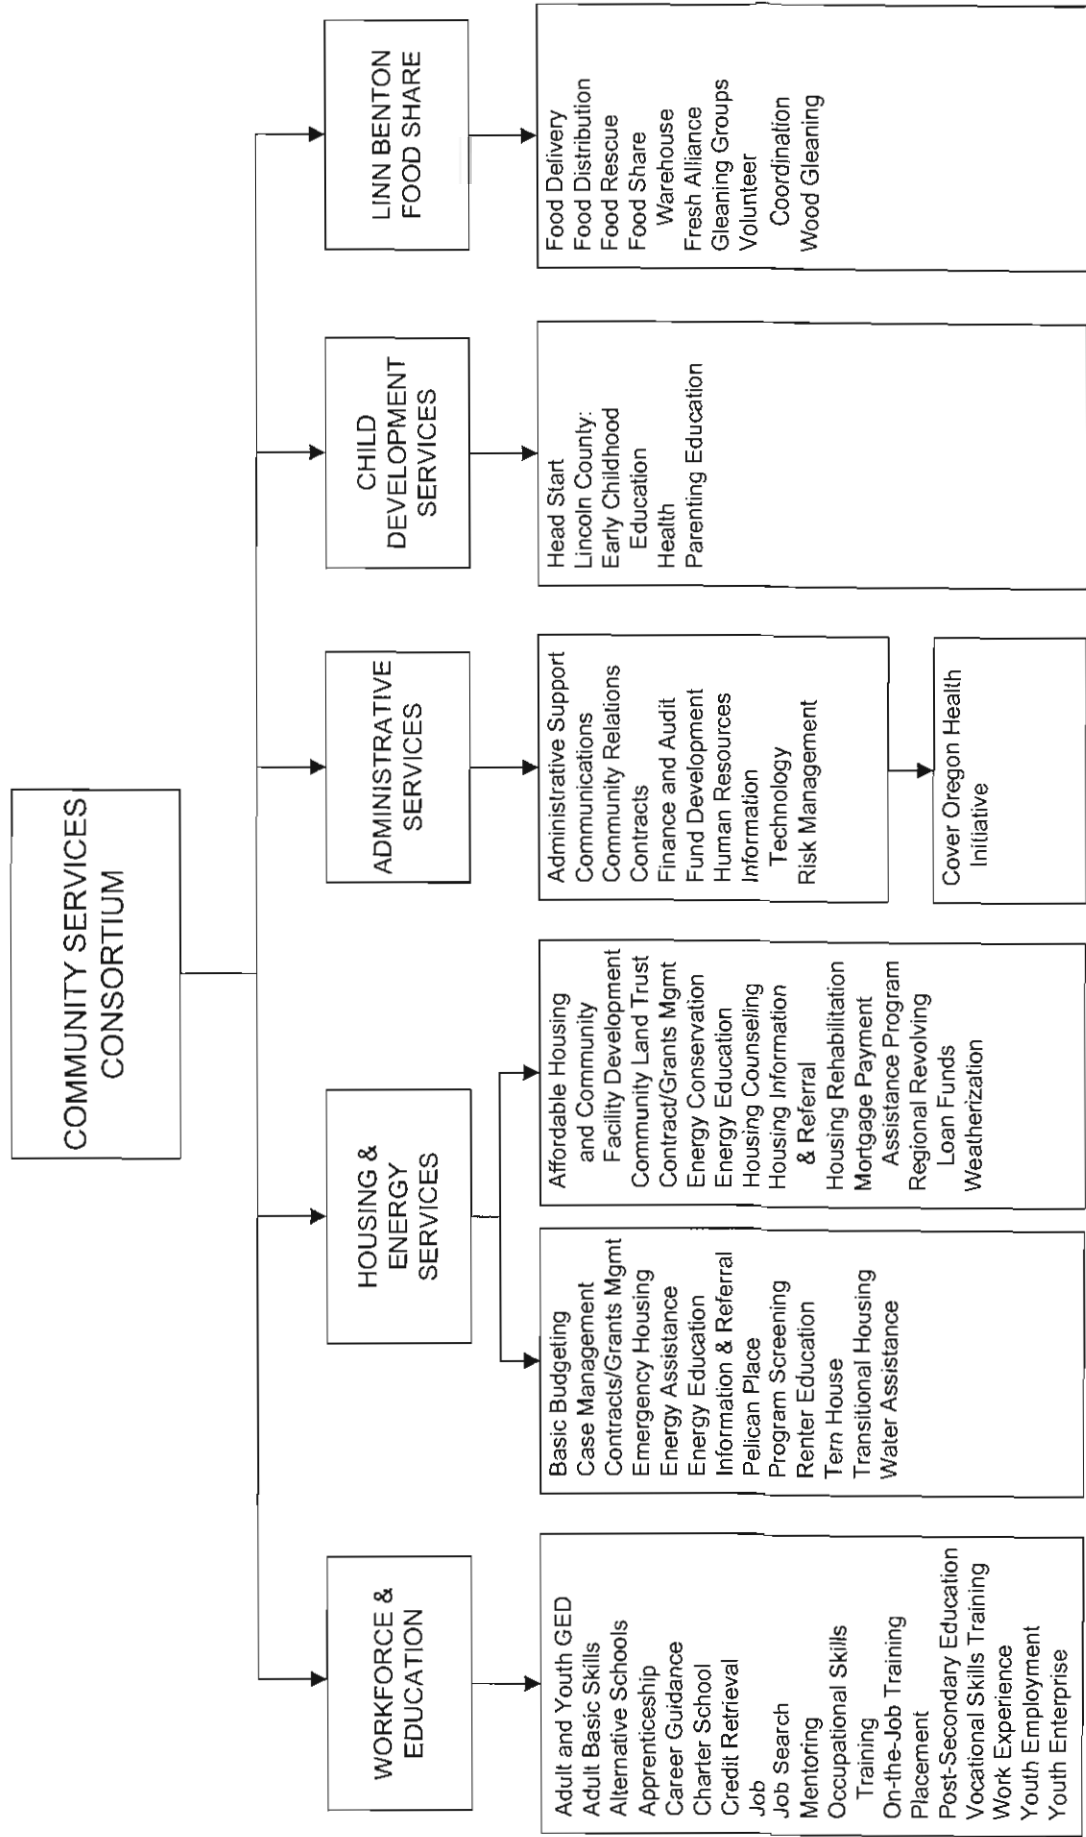 COMMUNITY SERVICES
CONSORTIUM
WORKFORCE &
EDUCATION
Adult and Youth GED
Adult Basic Skills
Alternative Schools
Apprenticeship
Career Guidance
Charter School
Credit Retrieval
Job
Job Search
Mentoring
Occupational Skills
Training
On-the-Job Training
Placement
Post-Secondary Education
Vocational Skills Training
Work Experience
Youth Employment
Youth Enterprise
HOUSING &
ENERGY
SERVICES
Basic Budgeting
Case Management
Contracts/Grants Mgmt
Emergency Housing
Energy Assistance
Energy Education
Information & Referral
Pelican Place
Program Screening
Renter Education
Tern House
Transitional Housing
Water Assistance
Affordable Housing
and Community
Facility Development
Community Land Trust
Contract/Grants Mgmt
Energy Conservation
Energy Education
Housing Counseling
Housing Information
& Referral
Housing Rehabilitation
Mortgage Payment
Assistance Program
Regional Revolving
Loan Funds
Weatherization
ADMINISTRATIVE
SERVICES
Administrative Support
Communications
Community Relations
Contracts
Finance and Audit
Fund Development
Human Resources
Information
Technology
Risk Management
Cover Oregon Health
Initiative
CHILD
DEVELOPMENT
SERVICES
Head Start
Lincoln County:
Early Childhood
Education
Health
Parenting Education
LINN BENTON
FOOD SHARE
Food Delivery
Food Distribution
Food Rescue
Food Share
Warehouse
Fresh Alliance
Gleaning Groups
Volunteer
Coordination
Wood Gleaning